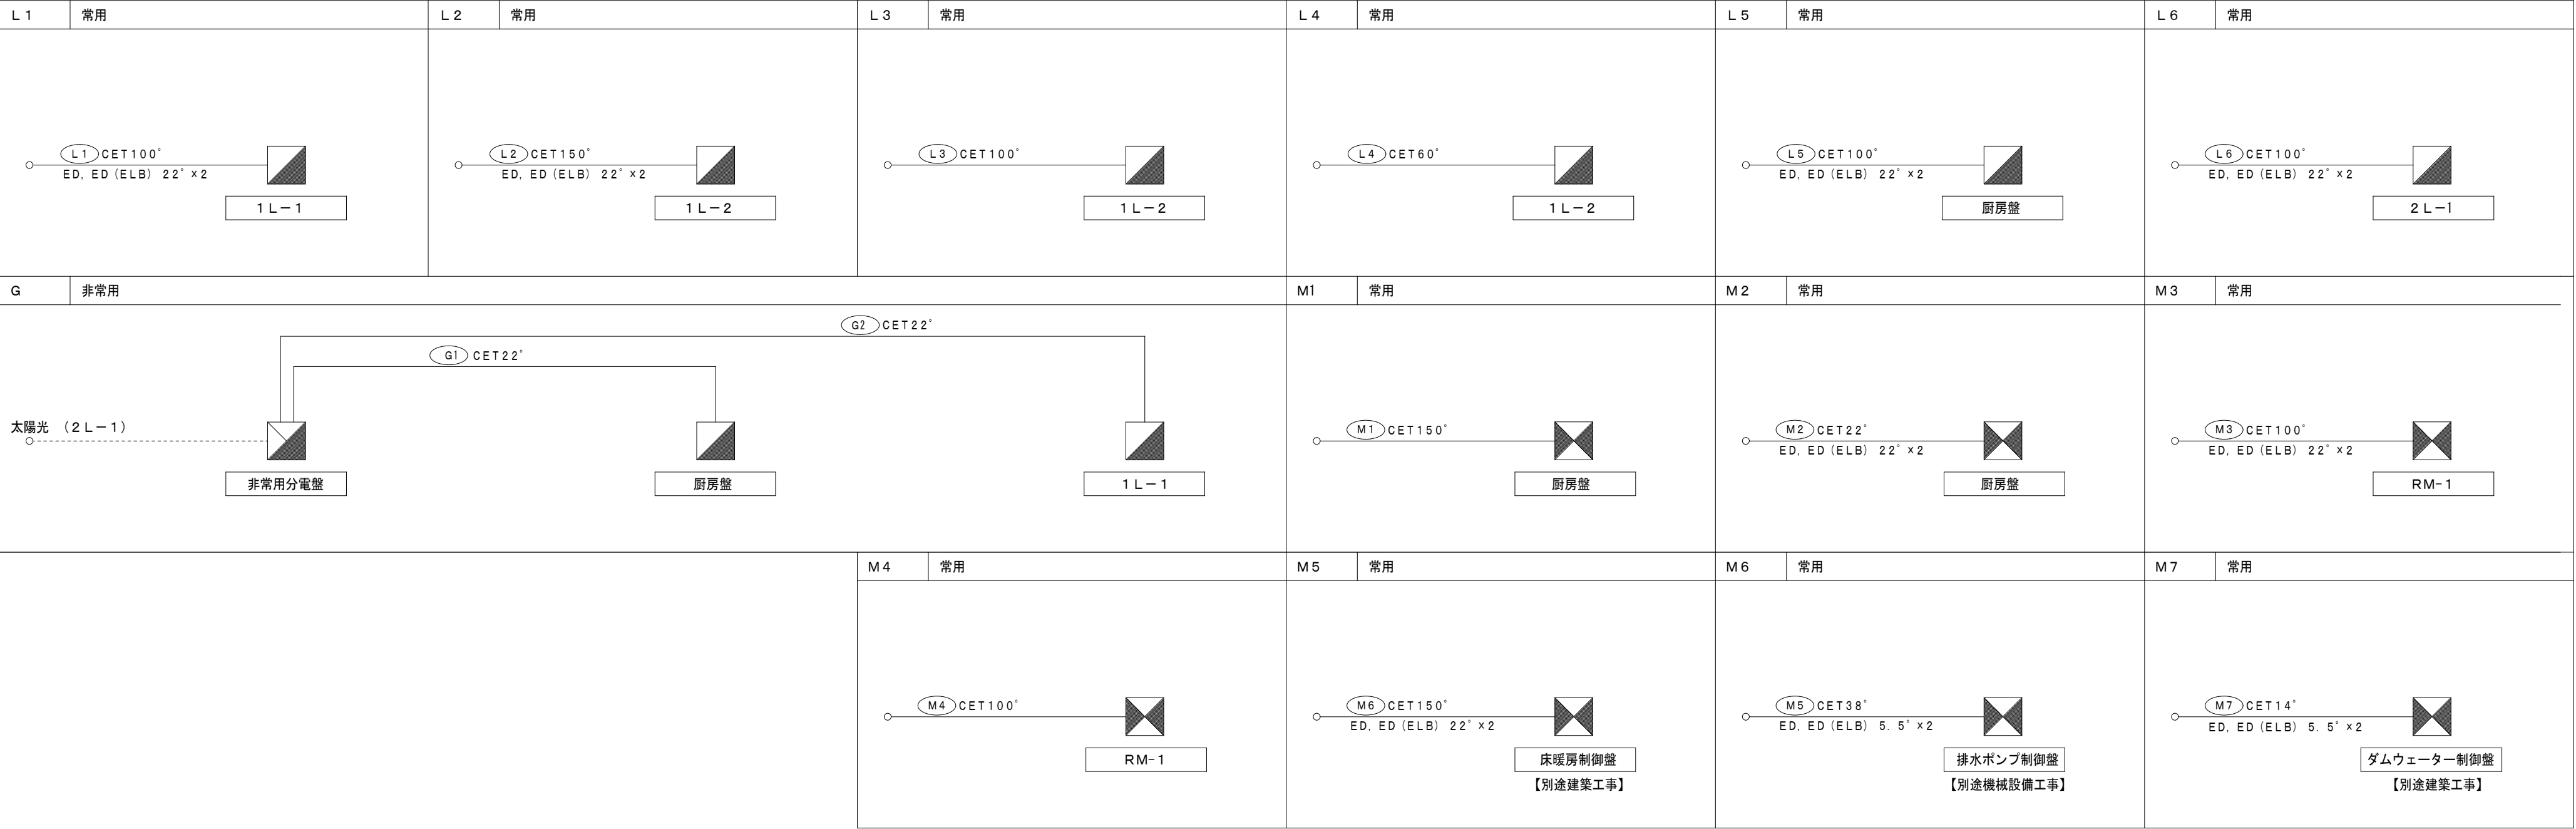 L1 常用
L2 常用
L3 常用
L4 常用
L5 常用
L6 常用
L1 CET100°
ED, ED (ELB) 22°×2
1L-1
L2 CET150°
ED, ED (ELB) 22°×2
1L-2
L3 CET100°
1L-2
L4 CET60°
1L-2
L5 CET100°
ED, ED (ELB) 22°×2
厨房盤
L6 CET100°
ED, ED (ELB) 22°×2
2L-1
G 非常用
M1 常用
M2 常用
M3 常用
G2 CET22°
G1 CET22°
太陽光 (2L-1)
非常用分電盤
厨房盤
1L-1
M1 CET150°
厨房盤
M2 CET22°
ED, ED (ELB) 22°×2
厨房盤
M3 CET100°
ED, ED (ELB) 22°×2
RM-1
M4 常用
M5 常用
M6 常用
M7 常用
M4 CET100°
RM-1
M6 CET150°
ED, ED (ELB) 22°×2
床暖房制御盤
【別途建築工事】
M5 CET38°
ED, ED (ELB) 5.5°×2
排水ポンプ制御盤
【別途機械設備工事】
M7 CET14°
ED, ED (ELB) 5.5°×2
ダムウェーター制御盤
【別途建築工事】